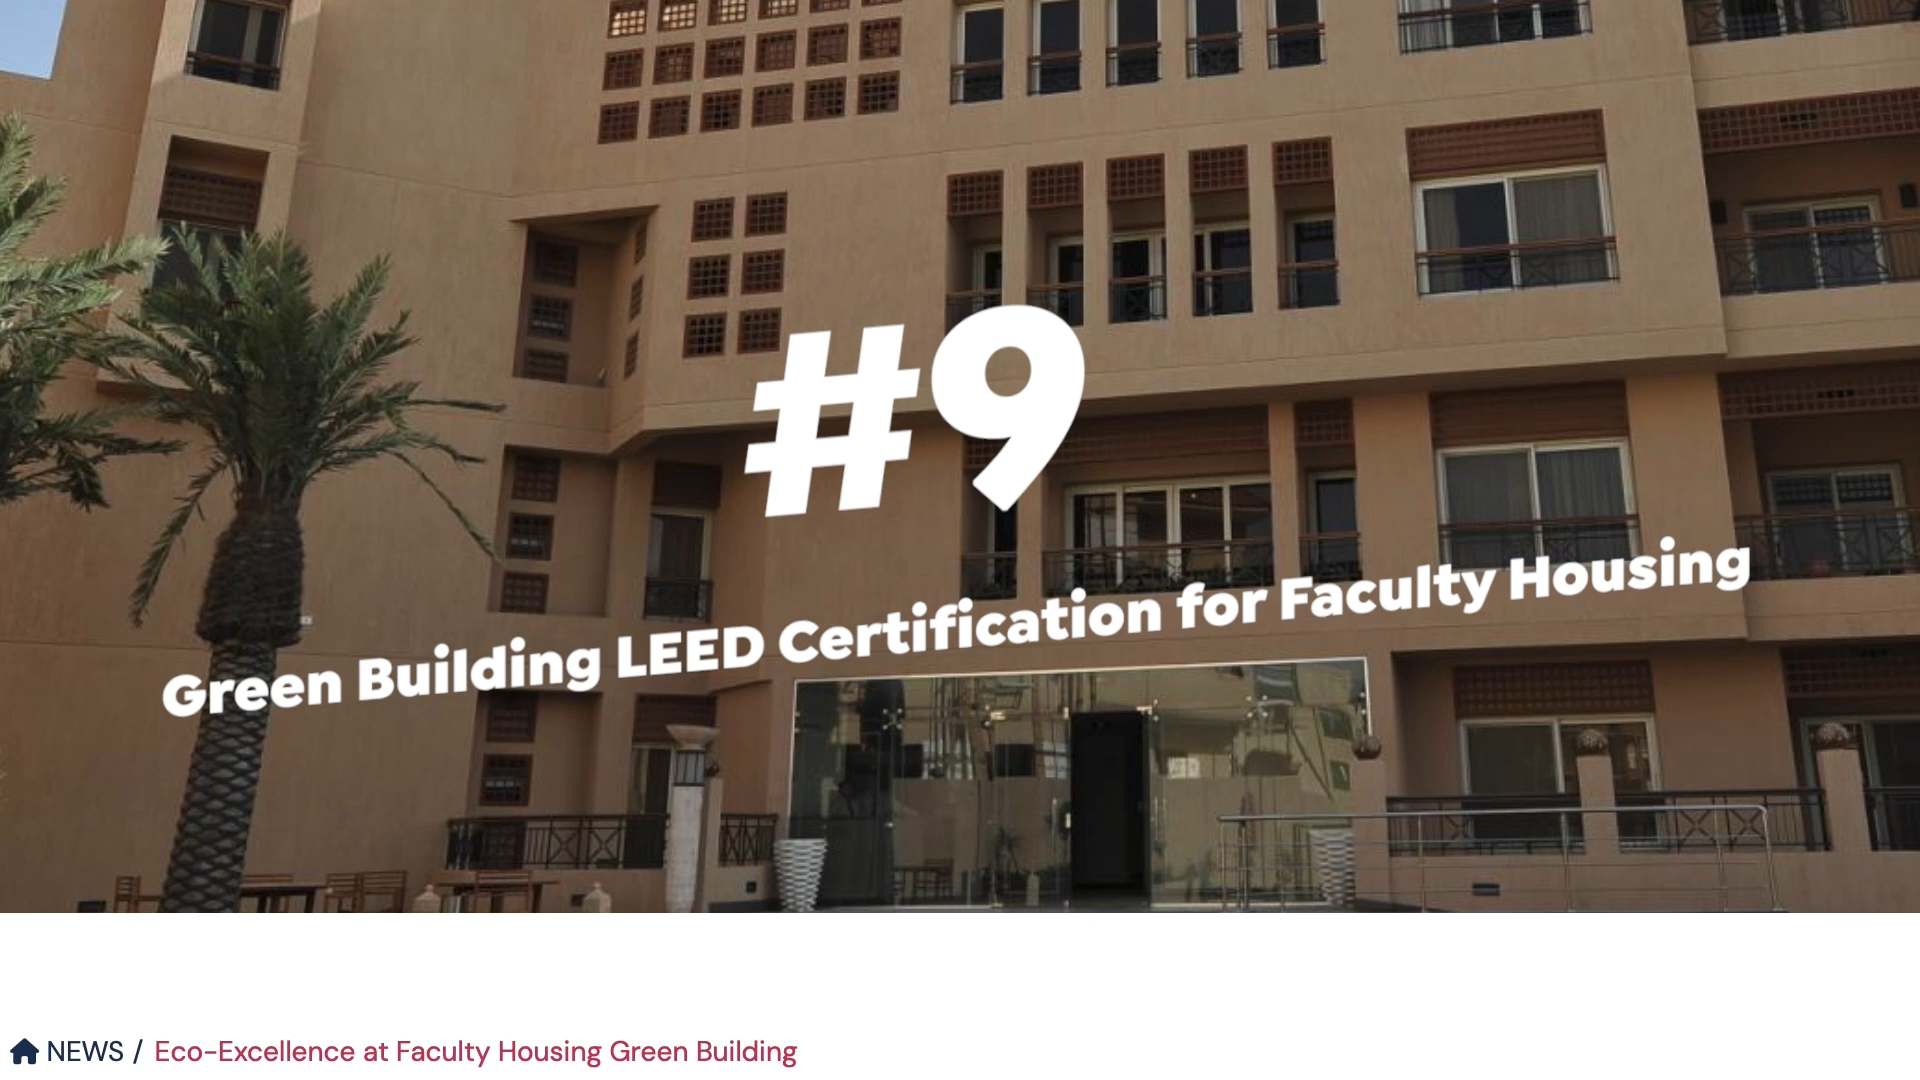 #9
Green Building LEED Certification for Faculty Housing
NEWS / Eco-Excellence at Faculty Housing Green Building